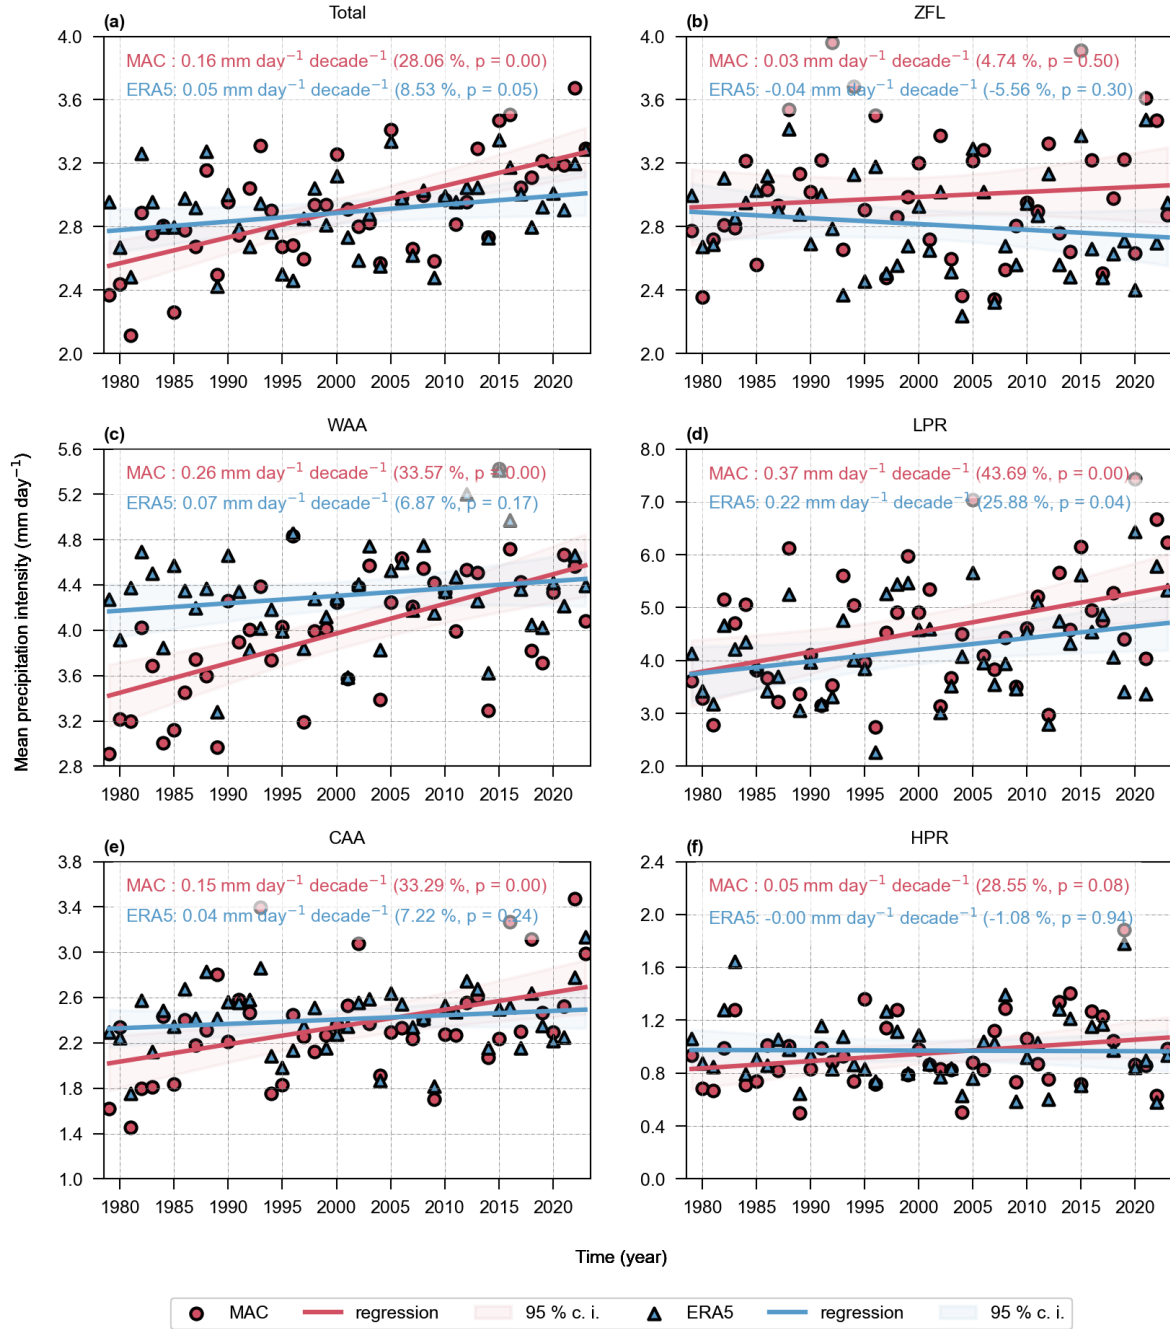 (a) Total
MAC : 0.16 mm day⁻¹ decade⁻¹ (28.06 %, p = 0.00)
ERA5: 0.05 mm day⁻¹ decade⁻¹ (8.53 %, p = 0.05)
4.0
3.6
3.2
2.8
2.4
2.0
1980 1985 1990 1995 2000 2005 2010 2015 2020
(b) ZFL
MAC : 0.03 mm day⁻¹ decade⁻¹ (4.74 %, p = 0.50)
ERA5: -0.04 mm day⁻¹ decade⁻¹ (-5.56 %, p = 0.30)
4.0
3.6
3.2
2.8
2.4
2.0
1980 1985 1990 1995 2000 2005 2010 2015 2020
Mean precipitation intensity (mm day⁻¹)
(c) WAA
MAC : 0.26 mm day⁻¹ decade⁻¹ (33.57 %, p = 0.00)
ERA5: 0.07 mm day⁻¹ decade⁻¹ (6.87 %, p = 0.17)
5.6
5.2
4.8
4.4
4.0
3.6
3.2
2.8
1980 1985 1990 1995 2000 2005 2010 2015 2020
(d) LPR
MAC : 0.37 mm day⁻¹ decade⁻¹ (43.69 %, p = 0.00)
ERA5: 0.22 mm day⁻¹ decade⁻¹ (25.88 %, p = 0.04)
8.0
7.0
6.0
5.0
4.0
3.0
2.0
1980 1985 1990 1995 2000 2005 2010 2015 2020
(e) CAA
MAC : 0.15 mm day⁻¹ decade⁻¹ (33.29 %, p = 0.00)
ERA5: 0.04 mm day⁻¹ decade⁻¹ (7.22 %, p = 0.24)
3.8
3.4
3.0
2.6
2.2
1.8
1.4
1.0
1980 1985 1990 1995 2000 2005 2010 2015 2020
(f) HPR
MAC : 0.05 mm day⁻¹ decade⁻¹ (28.55 %, p = 0.08)
ERA5: -0.00 mm day⁻¹ decade⁻¹ (-1.08 %, p = 0.94)
2.4
2.0
1.6
1.2
0.8
0.4
0.0
1980 1985 1990 1995 2000 2005 2010 2015 2020
Time (year)
MAC regression 95 % c. i. ERA5 regression 95 % c. i.